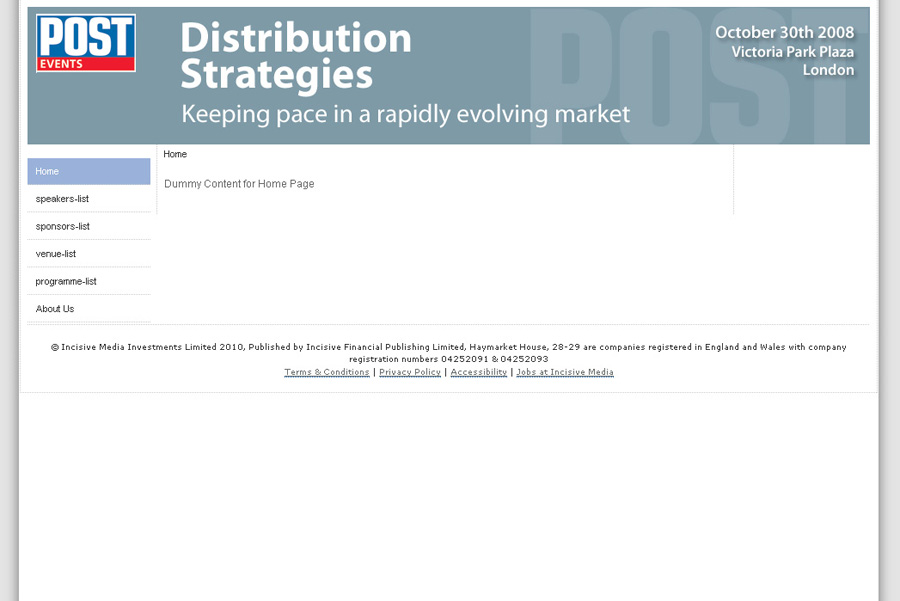 POST
EVENTS
Distribution
Strategies
Keeping pace in a rapidly evolving market
POST
October 30th 2008
Victoria Park Plaza
London
Home
speakers-list
sponsors-list
venue-list
programme-list
About Us
Home
Dummy Content for Home Page
© Incisive Media Investments Limited 2010, Published by Incisive Financial Publishing Limited, Haymarket House, 28-29 are companies registered in England and Wales with company
registration numbers 04252091 & 04252093
Terms & Conditions | Privacy Policy | Accessibility | Jobs at Incisive Media